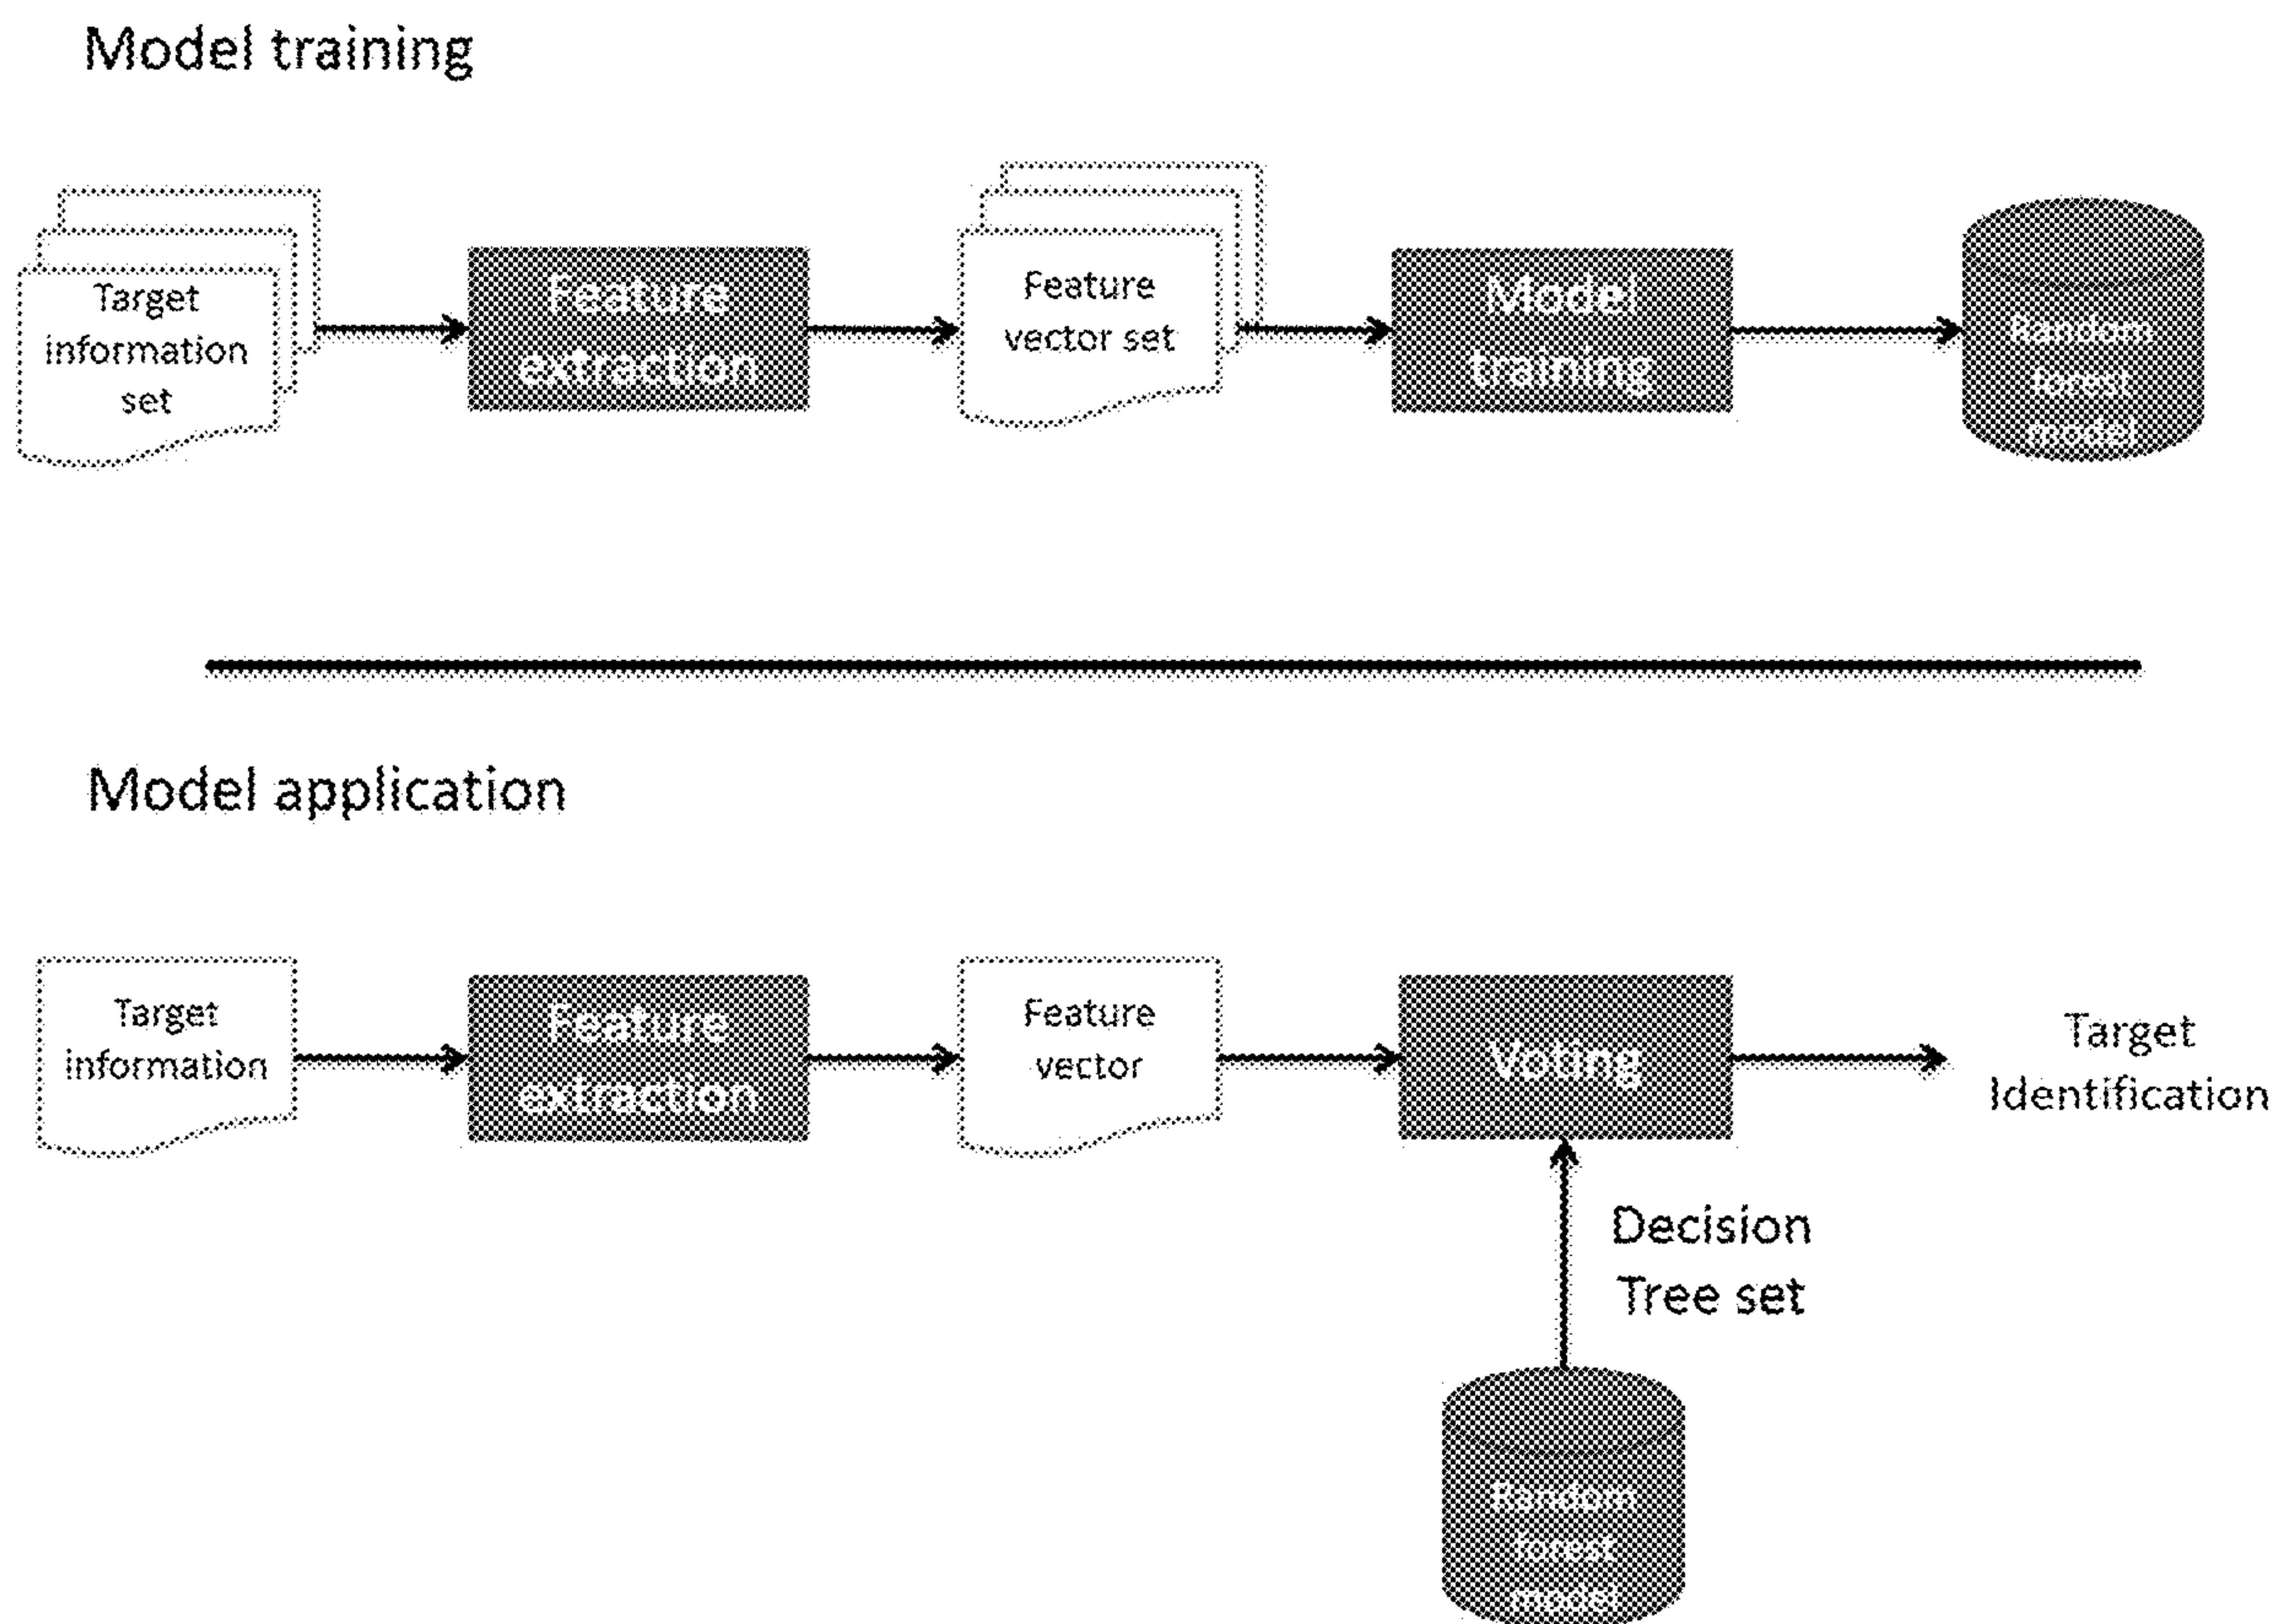 Model training
Target
information
set
Feature
extraction
Feature
vector set
Model
training
Random
forest
model
Model application
Target
information
Feature
extraction
Feature
vector
Voting
Target
Identification
Decision
Tree set
Random
forest
model